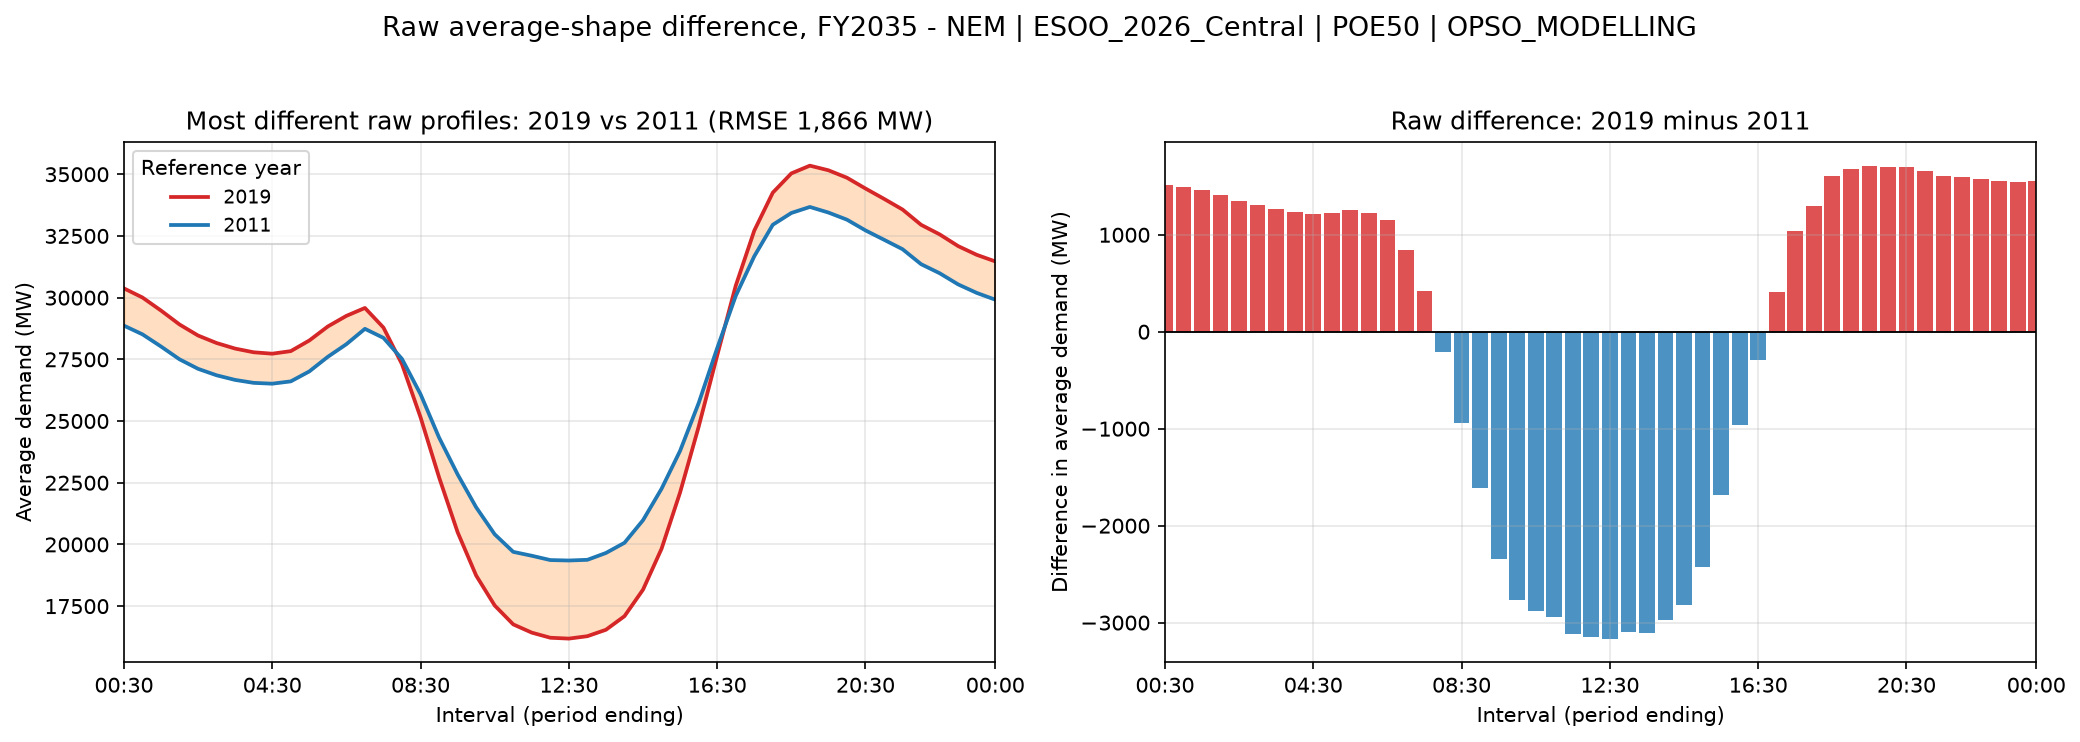 Raw average-shape difference, FY2035 - NEM | ESOO_2026_Central | POE50 | OPSO_MODELLING
Most different raw profiles: 2019 vs 2011 (RMSE 1,866 MW)
Average demand (MW)
35000
32500
30000
27500
25000
22500
20000
17500
Reference year
2019
2011
00:30 04:30 08:30 12:30 16:30 20:30 00:00
Interval (period ending)
Raw difference: 2019 minus 2011
Difference in average demand (MW)
1000
0
−1000
−2000
−3000
00:30 04:30 08:30 12:30 16:30 20:30 00:00
Interval (period ending)